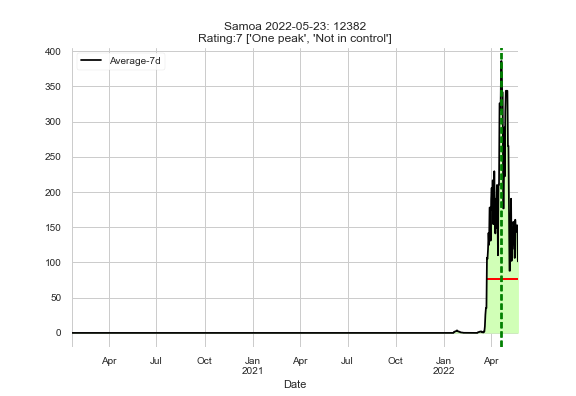 Samoa 2022-05-23: 12382
Rating:7 ['One peak', 'Not in control']
400
350
300
250
200
150
100
50
0
Average-7d
Apr Jul Oct Jan Apr Jul Oct Jan Apr
2021 2022
Date